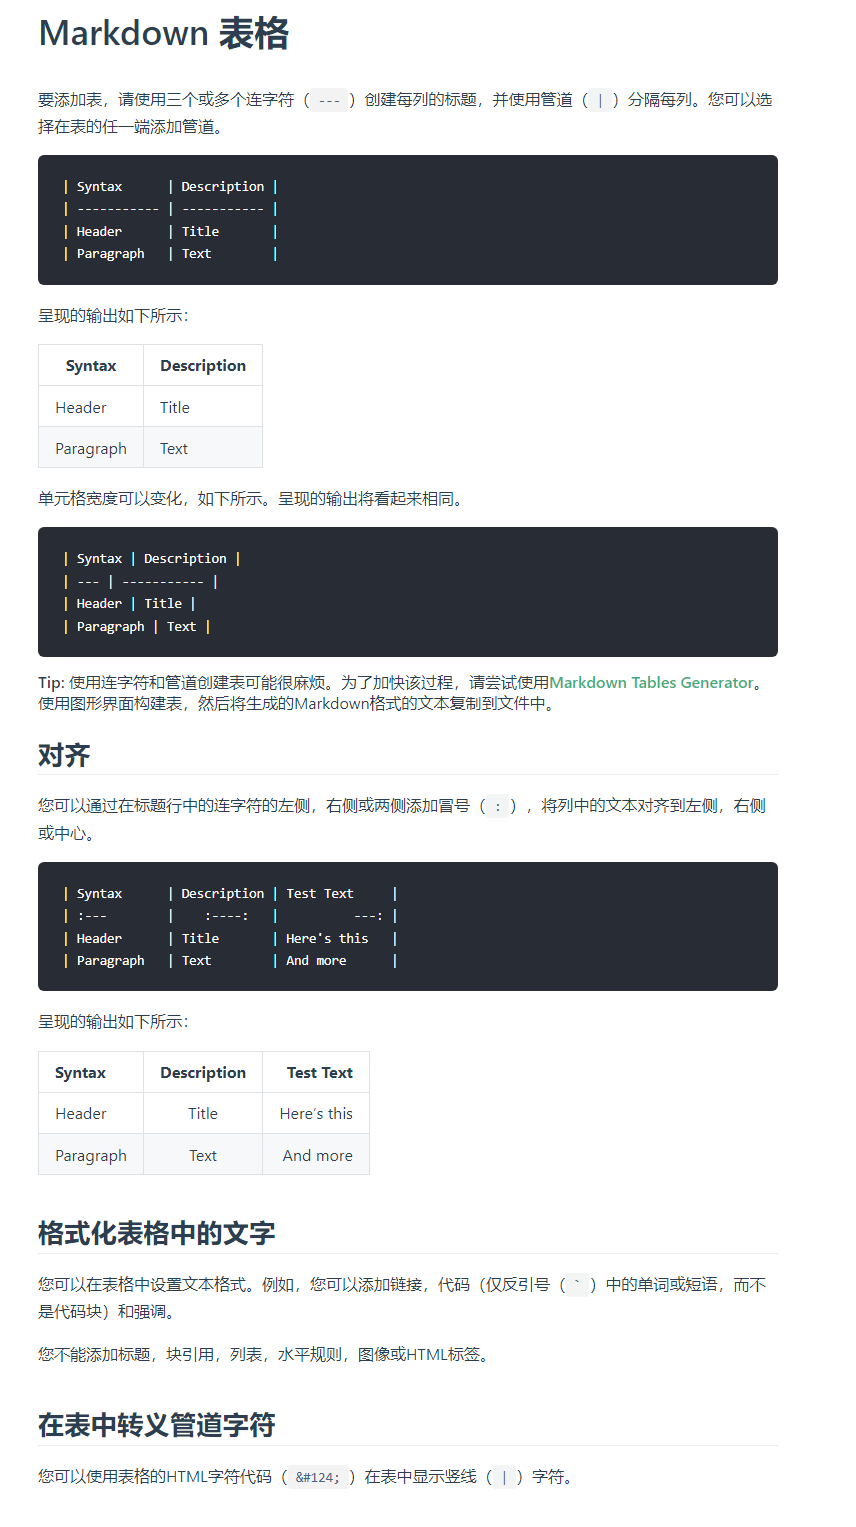 Markdown 表格
要添加表，请使用三个或多个连字符（ --- ）创建每列的标题，并使用管道（ | ）分隔每列。您可以选
择在表的任一端添加管道。
| Syntax      | Description |
| ----------- | ----------- |
| Header      | Title       |
| Paragraph   | Text        |
呈现的输出如下所示：
Syntax Description
Header Title
Paragraph Text
单元格宽度可以变化，如下所示。呈现的输出将看起来相同。
| Syntax | Description |
| --- | ----------- |
| Header | Title |
| Paragraph | Text |
Tip: 使用连字符和管道创建表可能很麻烦。为了加快该过程，请尝试使用Markdown Tables Generator。
使用图形界面构建表，然后将生成的Markdown格式的文本复制到文件中。
对齐
您可以通过在标题行中的连字符的左侧，右侧或两侧添加冒号（ : ），将列中的文本对齐到左侧，右侧
或中心。
| Syntax      | Description | Test Text     |
| :---        |    :----:   |          ---: |
| Header      | Title       | Here's this   |
| Paragraph   | Text        | And more      |
呈现的输出如下所示：
Syntax Description Test Text
Header Title Here's this
Paragraph Text And more
格式化表格中的文字
您可以在表格中设置文本格式。例如，您可以添加链接，代码（仅反引号（ ` ）中的单词或短语，而不
是代码块）和强调。
您不能添加标题，块引用，列表，水平规则，图像或HTML标签。
在表中转义管道字符
您可以使用表格的HTML字符代码（ &#124; ）在表中显示竖线（ | ）字符。